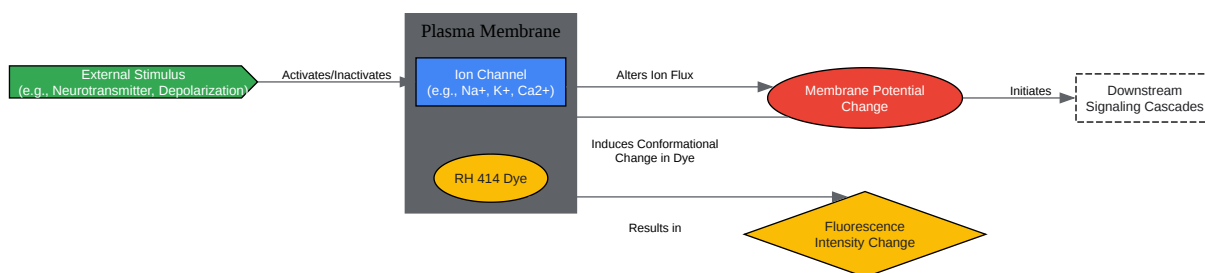 Plasma Membrane
External Stimulus
(e.g., Neurotransmitter, Depolarization)
Activates/Inactivates
Ion Channel
(e.g., Na+, K+, Ca2+)
Alters Ion Flux
Membrane Potential
Change
Initiates
Downstream
Signaling Cascades
Induces Conformational
Change in Dye
RH 414 Dye
Results in
Fluorescence
Intensity Change